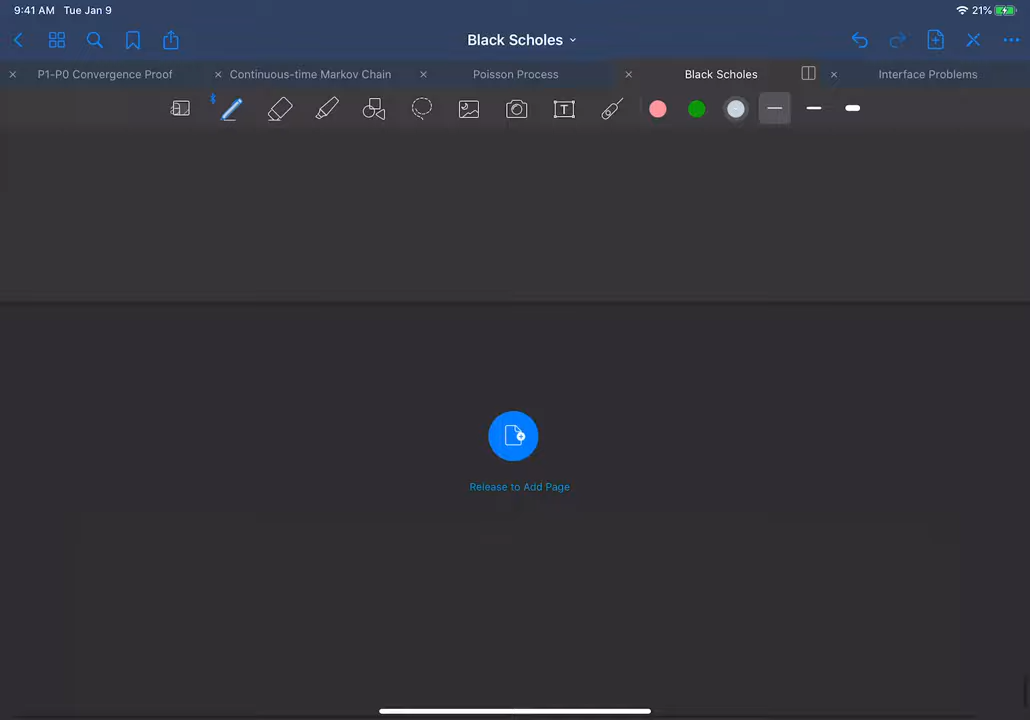 9:41 AM Tue Jan 9 21%
Black Scholes
P1-P0 Convergence Proof Continuous-time Markov Chain Poisson Process Black Scholes Interface Problems
T
Release to Add Page